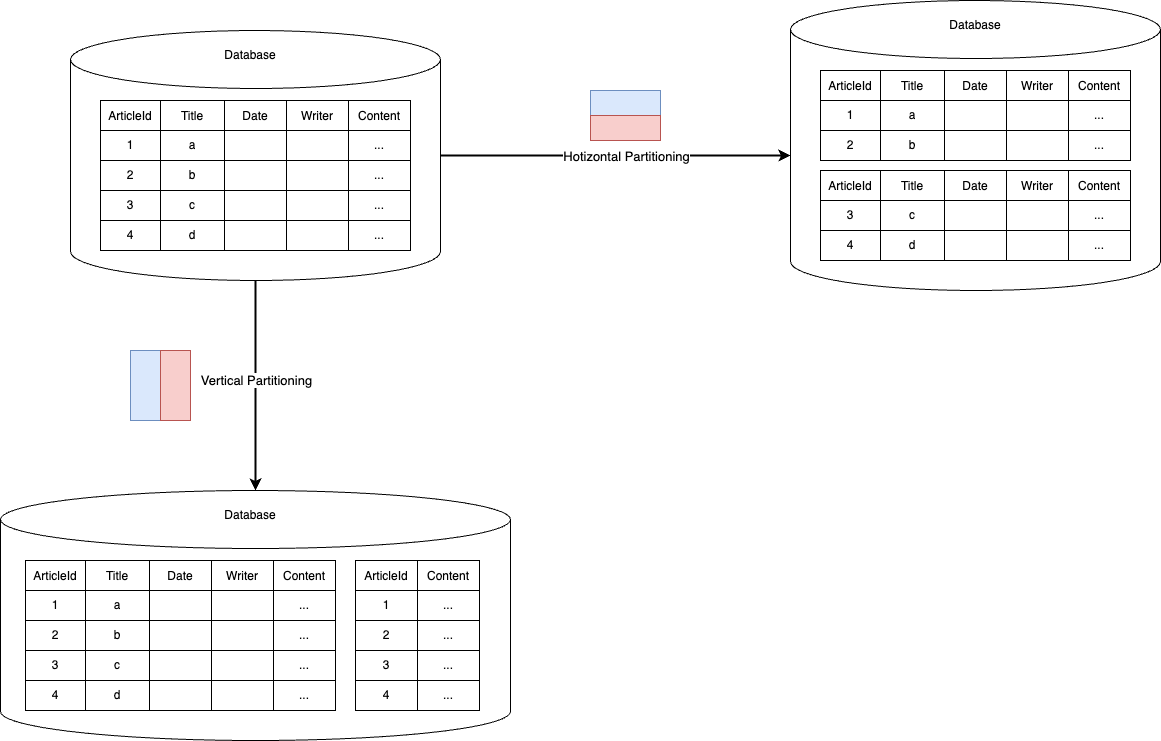 Database
ArticleId Title Date Writer Content
1 a ...
2 b ...
3 c ...
4 d ...
Hotizontal Partitioning
Database
ArticleId Title Date Writer Content
1 a ...
2 b ...
ArticleId Title Date Writer Content
3 c ...
4 d ...
Vertical Partitioning
Database
ArticleId Title Date Writer Content
1 a ...
2 b ...
3 c ...
4 d ...
ArticleId Content
1 ...
2 ...
3 ...
4 ...